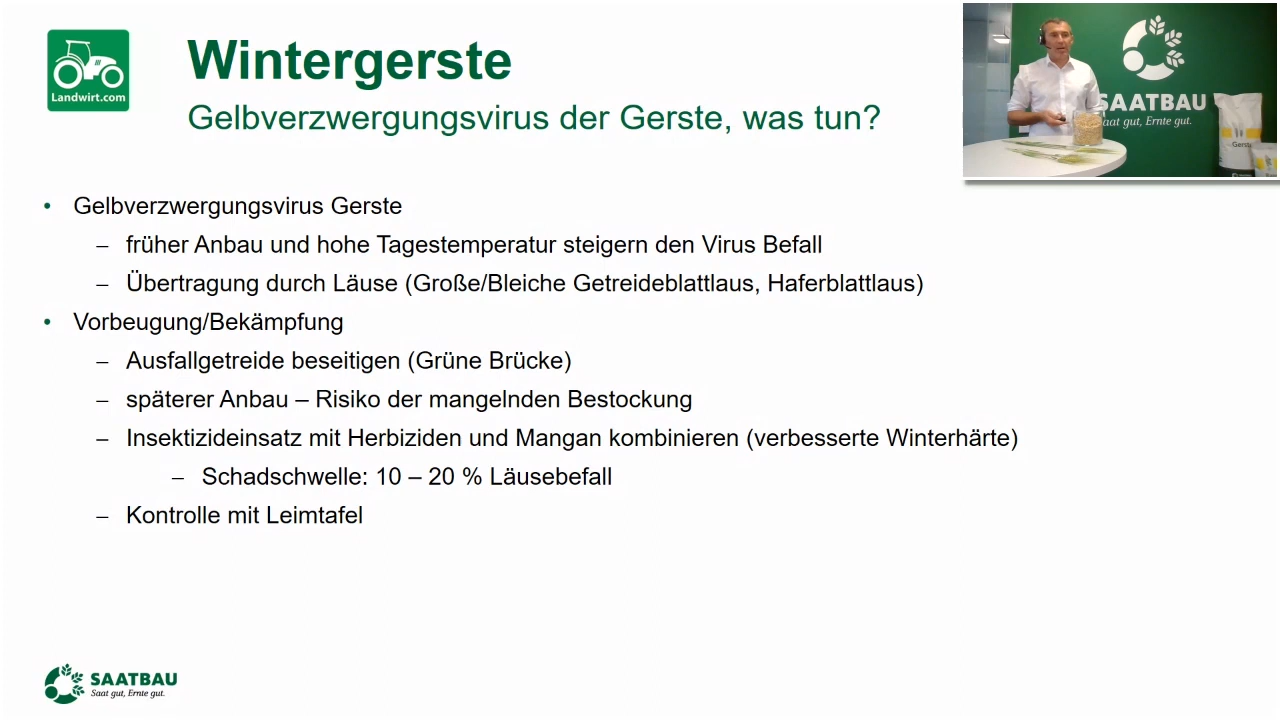 Landwirt.com
Wintergerste
Gelbverzwergungsvirus der Gerste, was tun?
SAATBAU
Saat gut, Ernte gut.
Gerste
• Gelbverzwergungsvirus Gerste
– früher Anbau und hohe Tagestemperatur steigern den Virus Befall
– Übertragung durch Läuse (Große/Bleiche Getreideblattlaus, Haferblattlaus)
• Vorbeugung/Bekämpfung
– Ausfallgetreide beseitigen (Grüne Brücke)
– späterer Anbau – Risiko der mangelnden Bestockung
– Insektizideinsatz mit Herbiziden und Mangan kombinieren (verbesserte Winterhärte)
– Schadschwelle: 10 – 20 % Läusebefall
– Kontrolle mit Leimtafel
SAATBAU
Saat gut, Ernte gut.